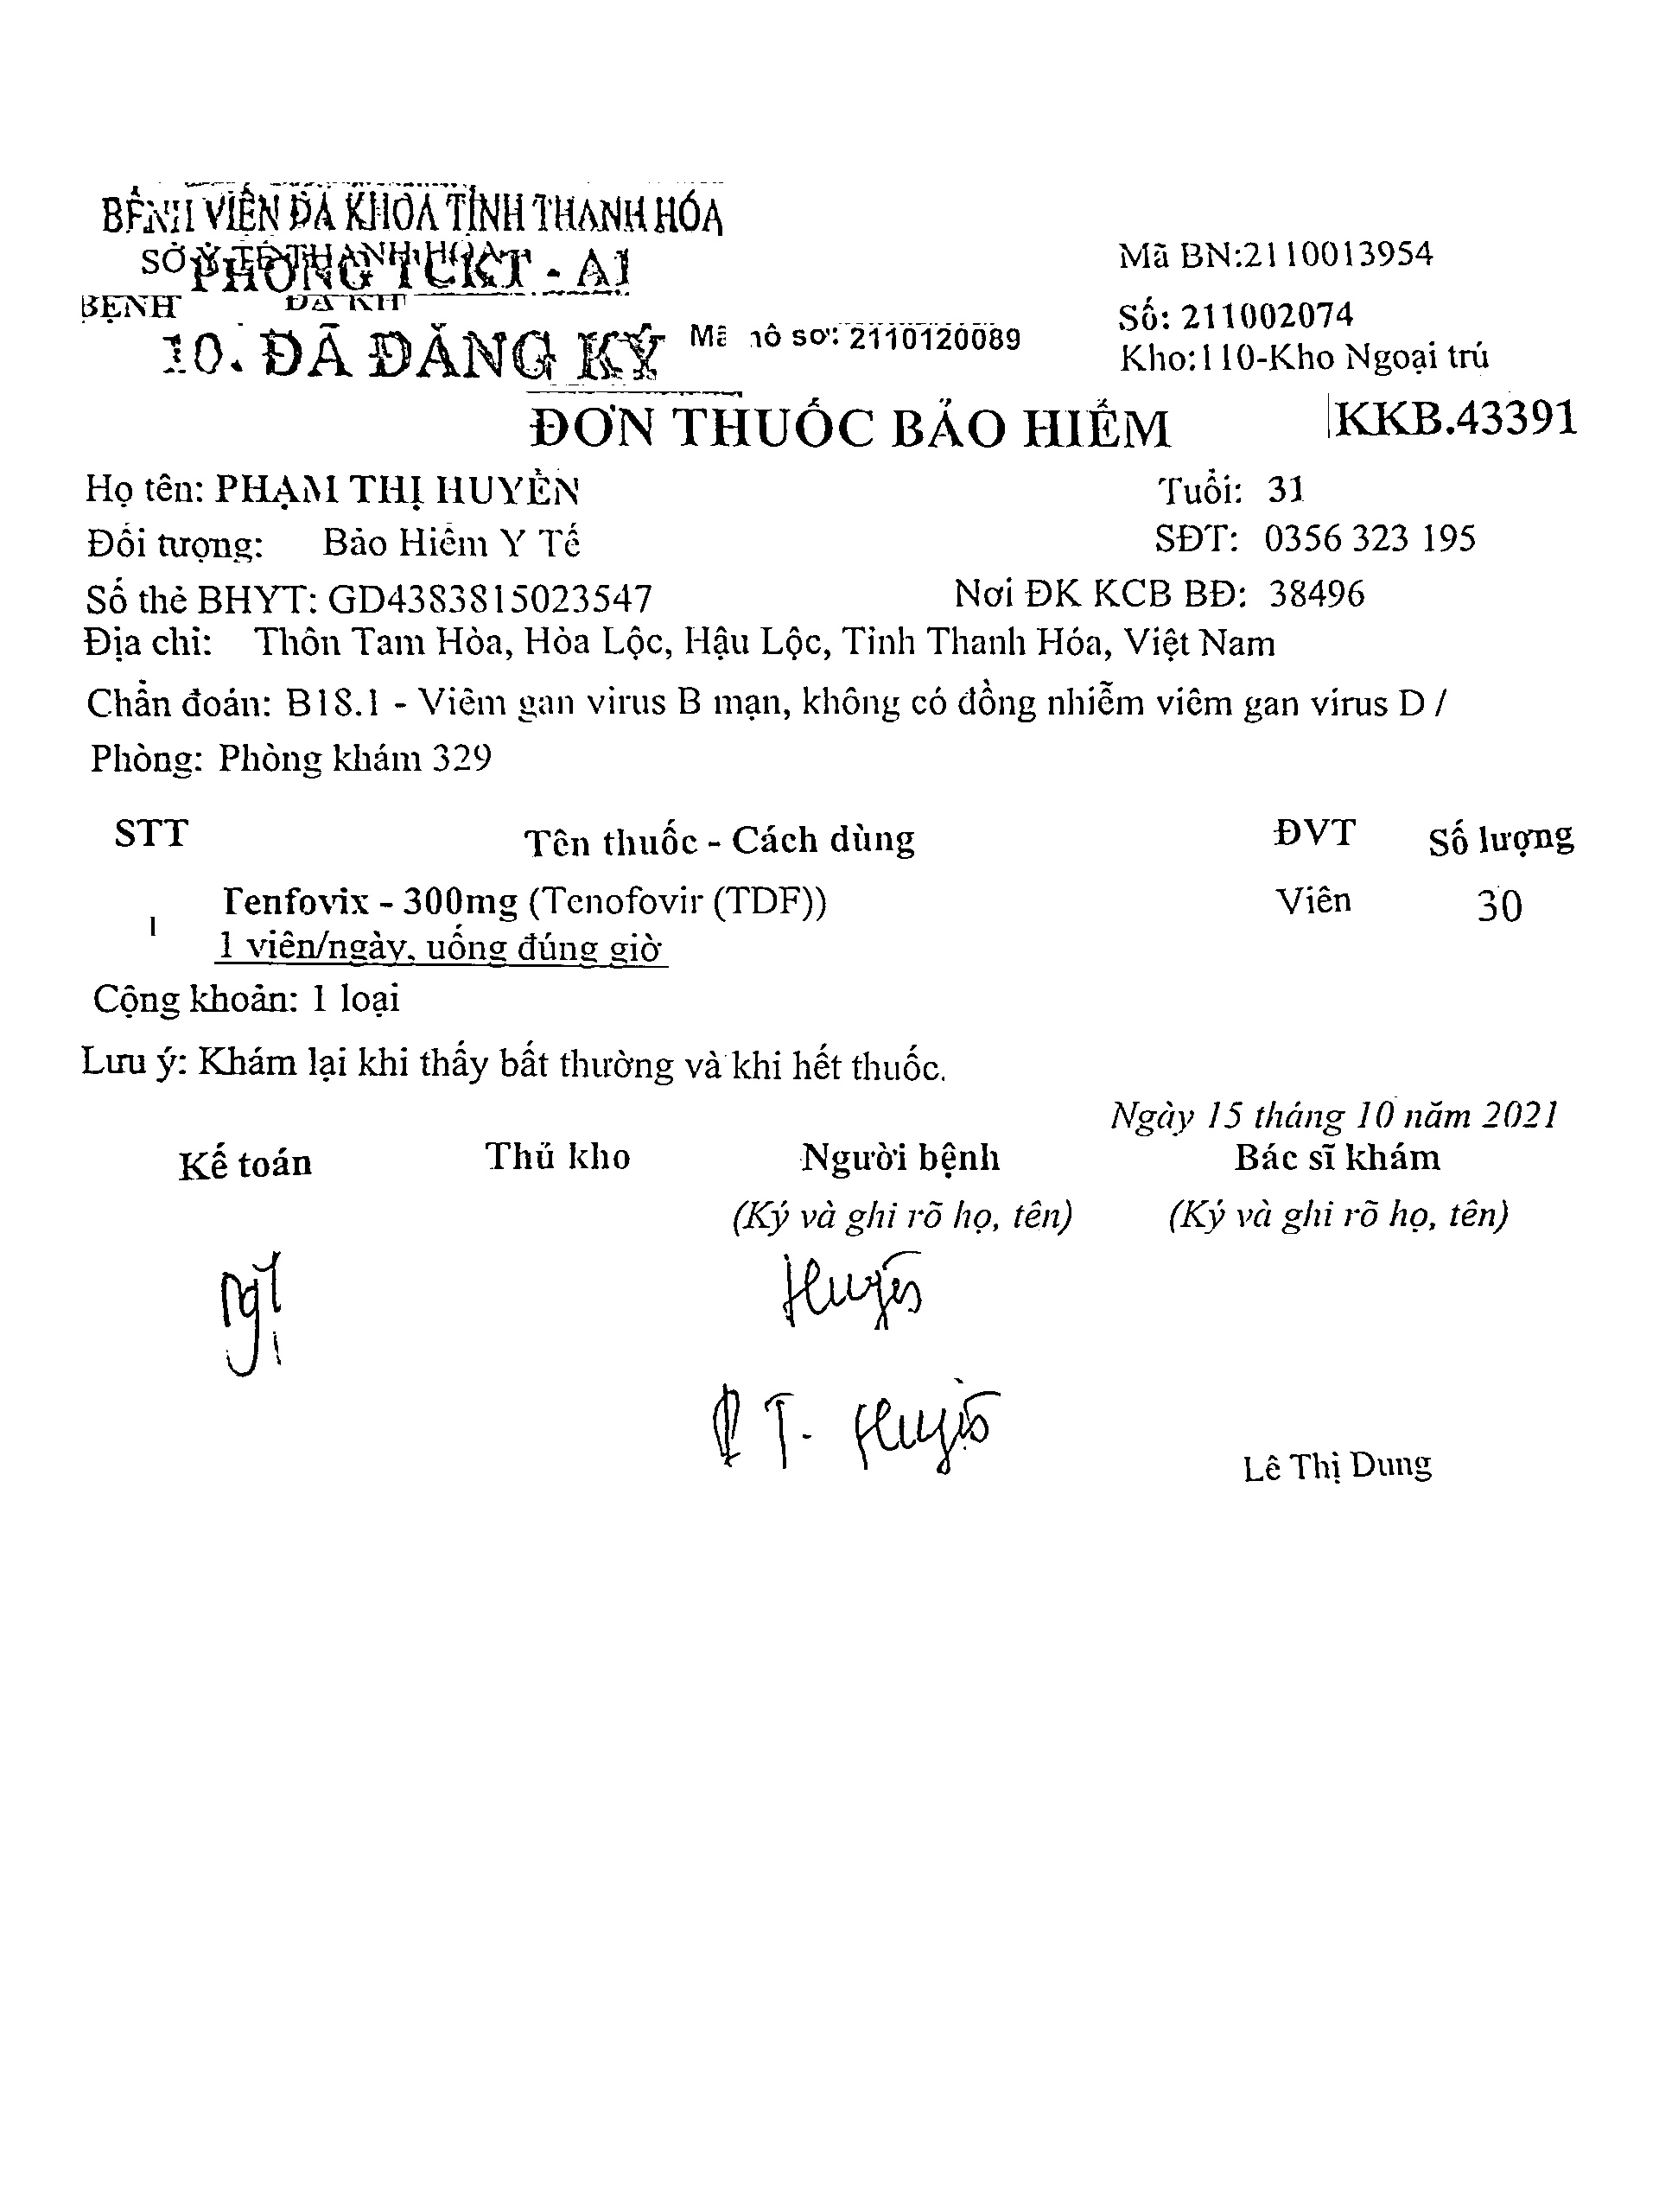 BỆNH VIỆN ĐA KHOA TỈNH THANH HÓA
SỞ Y TẾ THANH HÓA
PHÒNG TCKT - A1
BỆNH ĐA KH
10. ĐÃ ĐĂNG KÝ
Mã hồ sơ: 2110120089
Mã BN:2110013954
Số: 211002074
Kho:110-Kho Ngoại trú
ĐƠN THUỐC BẢO HIỂM
KKB.43391
Họ tên: PHẠM THỊ HUYỀN Tuổi: 31
Đối tượng: Bảo Hiểm Y Tế SĐT: 0356 323 195
Số thẻ BHYT: GD4383815023547 Nơi ĐK KCB BĐ: 38496
Địa chỉ: Thôn Tam Hòa, Hòa Lộc, Hậu Lộc, Tỉnh Thanh Hóa, Việt Nam
Chẩn đoán: B18.1 - Viêm gan virus B mạn, không có đồng nhiễm viêm gan virus D /
Phòng: Phòng khám 329
STT Tên thuốc - Cách dùng ĐVT Số lượng
1 Tenfovix - 300mg (Tenofovir (TDF)) Viên 30
1 viên/ngày, uống đúng giờ
Cộng khoản: 1 loại
Lưu ý: Khám lại khi thấy bất thường và khi hết thuốc.
Ngày 15 tháng 10 năm 2021
Kế toán Thủ kho Người bệnh Bác sĩ khám
(Ký và ghi rõ họ, tên) (Ký và ghi rõ họ, tên)
Huyền
P T. Huyền
Lê Thị Dung